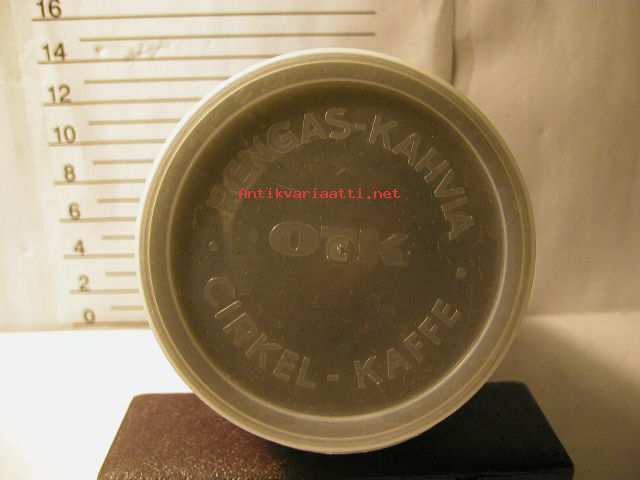 16
14
12
10
8
6
4
2
0
RENGAS-KAHVIA
Antikvariaatti.net
OTK
CIRKEL - KAFFE